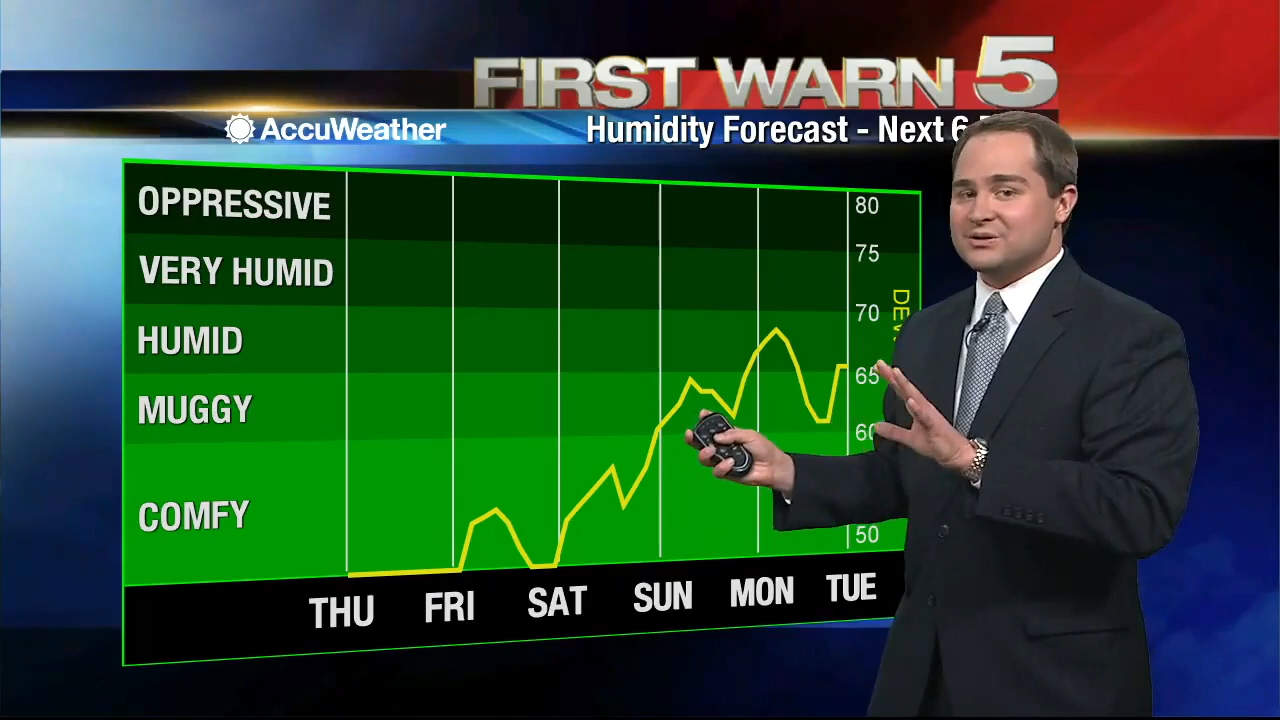 FIRST WARN 5
AccuWeather
Humidity Forecast - Next 6
OPPRESSIVE
VERY HUMID
HUMID
MUGGY
COMFY
80
75
70
65
60
50
THU FRI SAT SUN MON TUE